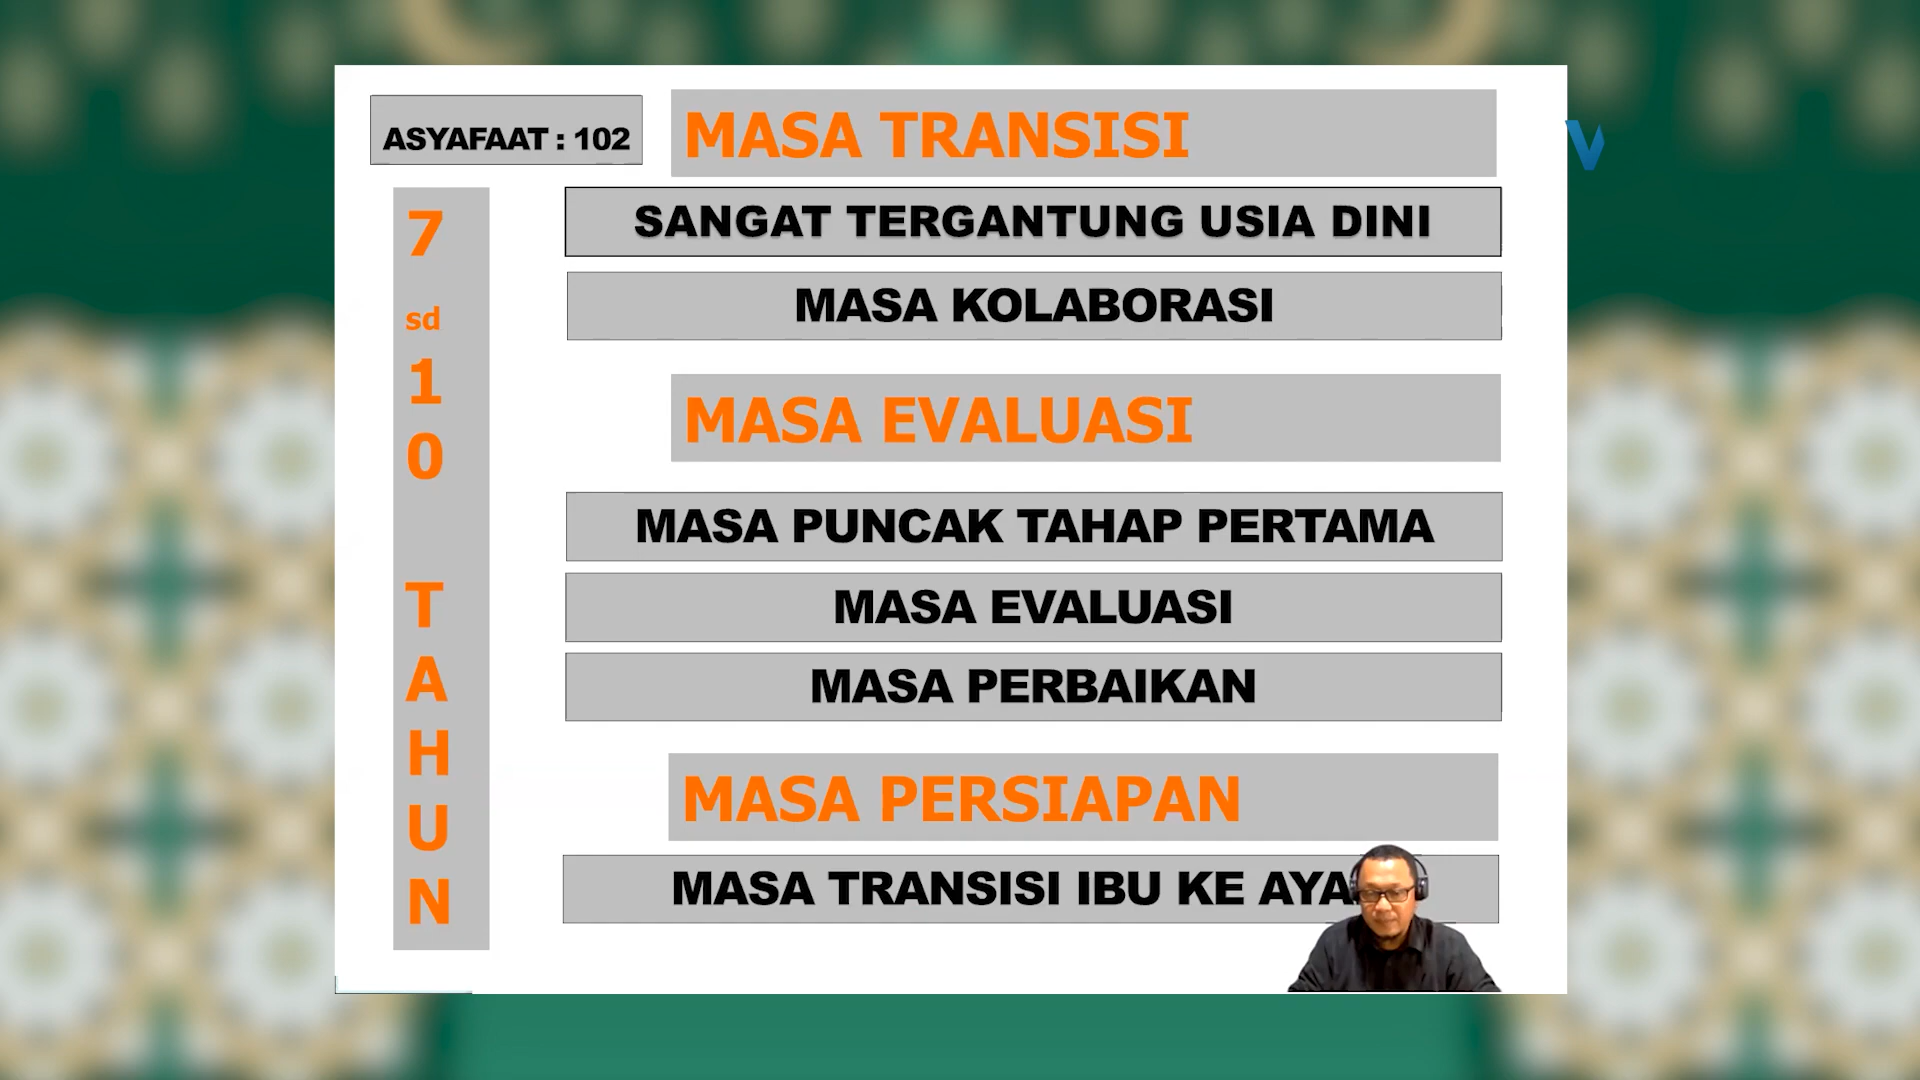 ASYAFAAT : 102
MASA TRANSISI
7
sd
1
0
T
A
H
U
N
SANGAT TERGANTUNG USIA DINI
MASA KOLABORASI
MASA EVALUASI
MASA PUNCAK TAHAP PERTAMA
MASA EVALUASI
MASA PERBAIKAN
MASA PERSIAPAN
MASA TRANSISI IBU KE